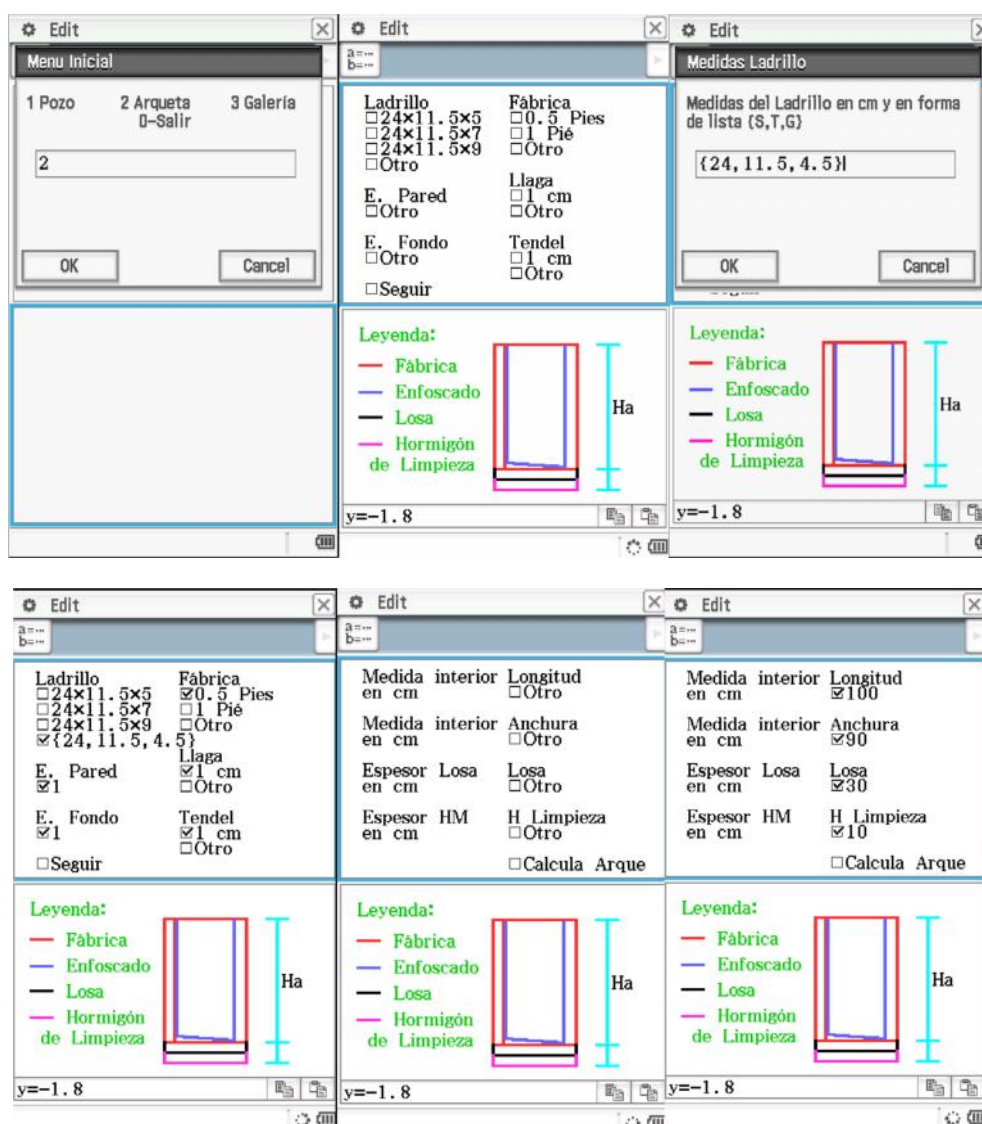 Edit
Menu Inicial
1 Pozo 2 Arqueta 3 Galería
0-Salir
2
OK Cancel
Edit
a=…
b=…
Ladrillo Fábrica
□24×11.5×5 □0.5 Pies
□24×11.5×7 □1 Pié
□24×11.5×9 □Otro
□Otro
Llaga
E. Pared □1 cm
□Otro □Otro
E. Fondo Tendel
□Otro □1 cm
□Otro
□Seguir
Leyenda:
Fábrica
Enfoscado
Losa
Hormigón
de Limpieza
Ha
y=-1.8
Edit
Medidas Ladrillo
Medidas del Ladrillo en cm y en forma
de lista {S,T,G}
{24,11.5,4.5}
OK Cancel
Leyenda:
Fábrica
Enfoscado
Losa
Hormigón
de Limpieza
Ha
y=-1.8
Edit
a=…
b=…
Ladrillo Fábrica
□24×11.5×5 ☑0.5 Pies
□24×11.5×7 □1 Pié
□24×11.5×9 □Otro
☑{24,11.5,4.5}
Llaga
E. Pared ☑1 cm
☑1 □Otro
E. Fondo Tendel
☑1 ☑1 cm
□Otro
□Seguir
Leyenda:
Fábrica
Enfoscado
Losa
Hormigón
de Limpieza
Ha
y=-1.8
Edit
a=…
b=…
Medida interior Longitud
en cm □Otro
Medida interior Anchura
en cm □Otro
Espesor Losa Losa
en cm □Otro
Espesor HM H Limpieza
en cm □Otro
□Calcula Arque
Leyenda:
Fábrica
Enfoscado
Losa
Hormigón
de Limpieza
Ha
y=-1.8
Edit
a=…
b=…
Medida interior Longitud
en cm ☑100
Medida interior Anchura
en cm ☑90
Espesor Losa Losa
en cm ☑30
Espesor HM H Limpieza
en cm ☑10
□Calcula Arque
Leyenda:
Fábrica
Enfoscado
Losa
Hormigón
de Limpieza
Ha
y=-1.8